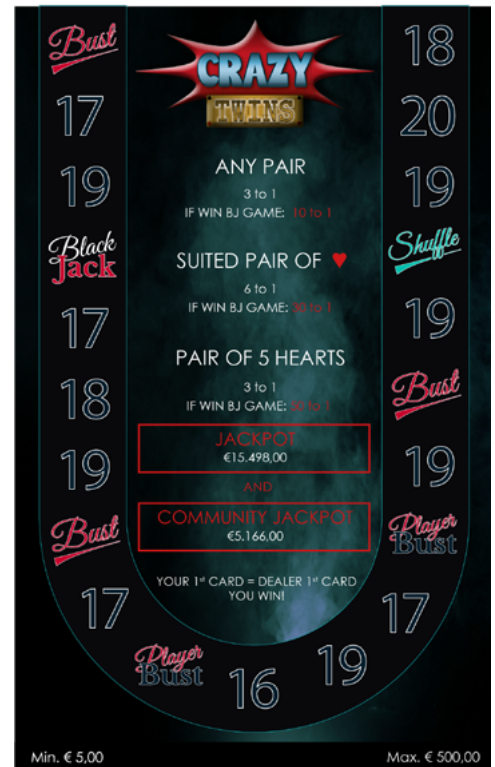 Bust
17
19
Black
Jack
17
18
19
Bust
17
Player
Bust
16
19
17
Player
Bust
19
Bust
19
Shuffle
19
20
18
CRAZY
TWINS
ANY PAIR
3 to 1
IF WIN BJ GAME: 10 to 1
SUITED PAIR OF ♥
6 to 1
IF WIN BJ GAME: to 1
PAIR OF 5 HEARTS
3 to 1
IF WIN BJ GAME: to 1
JACKPOT
€15.498,00
AND
COMMUNITY JACKPOT
€5.166,00
YOUR 1st CARD = DEALER 1st CARD
YOU WIN!
Min. € 5,00
Max. € 500,00